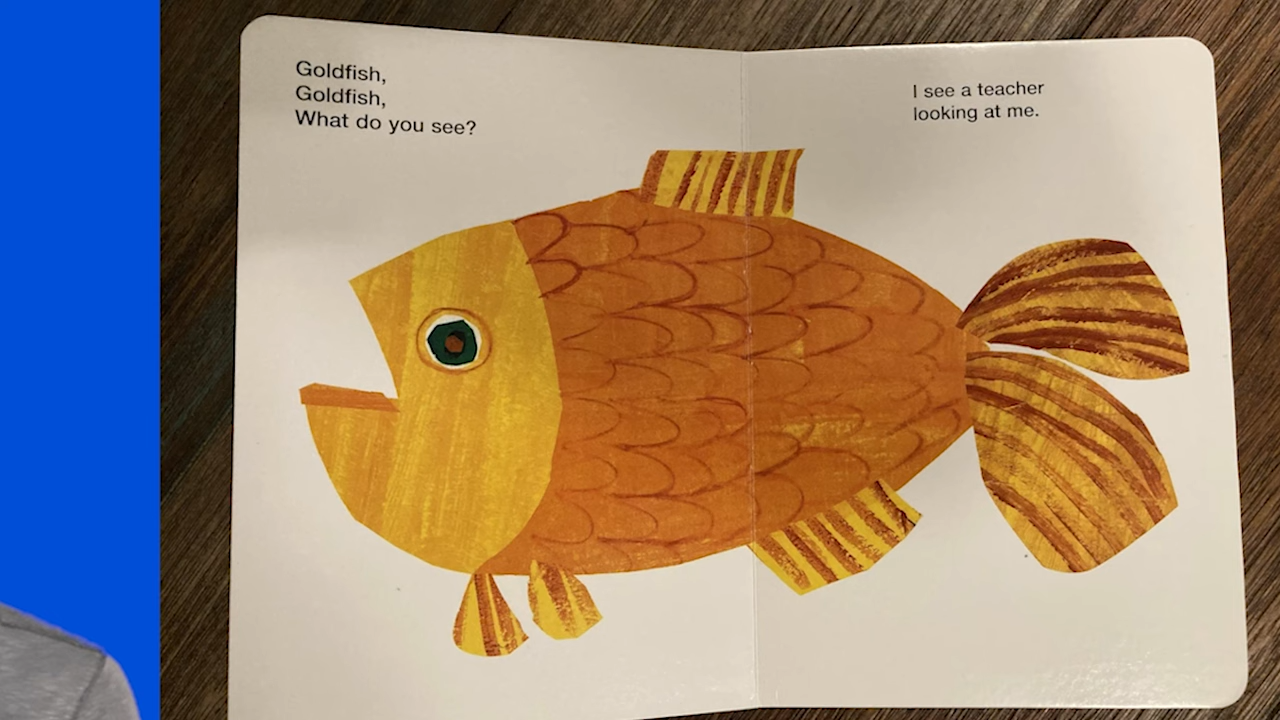 Goldfish,
Goldfish,
What do you see?
I see a teacher
looking at me.